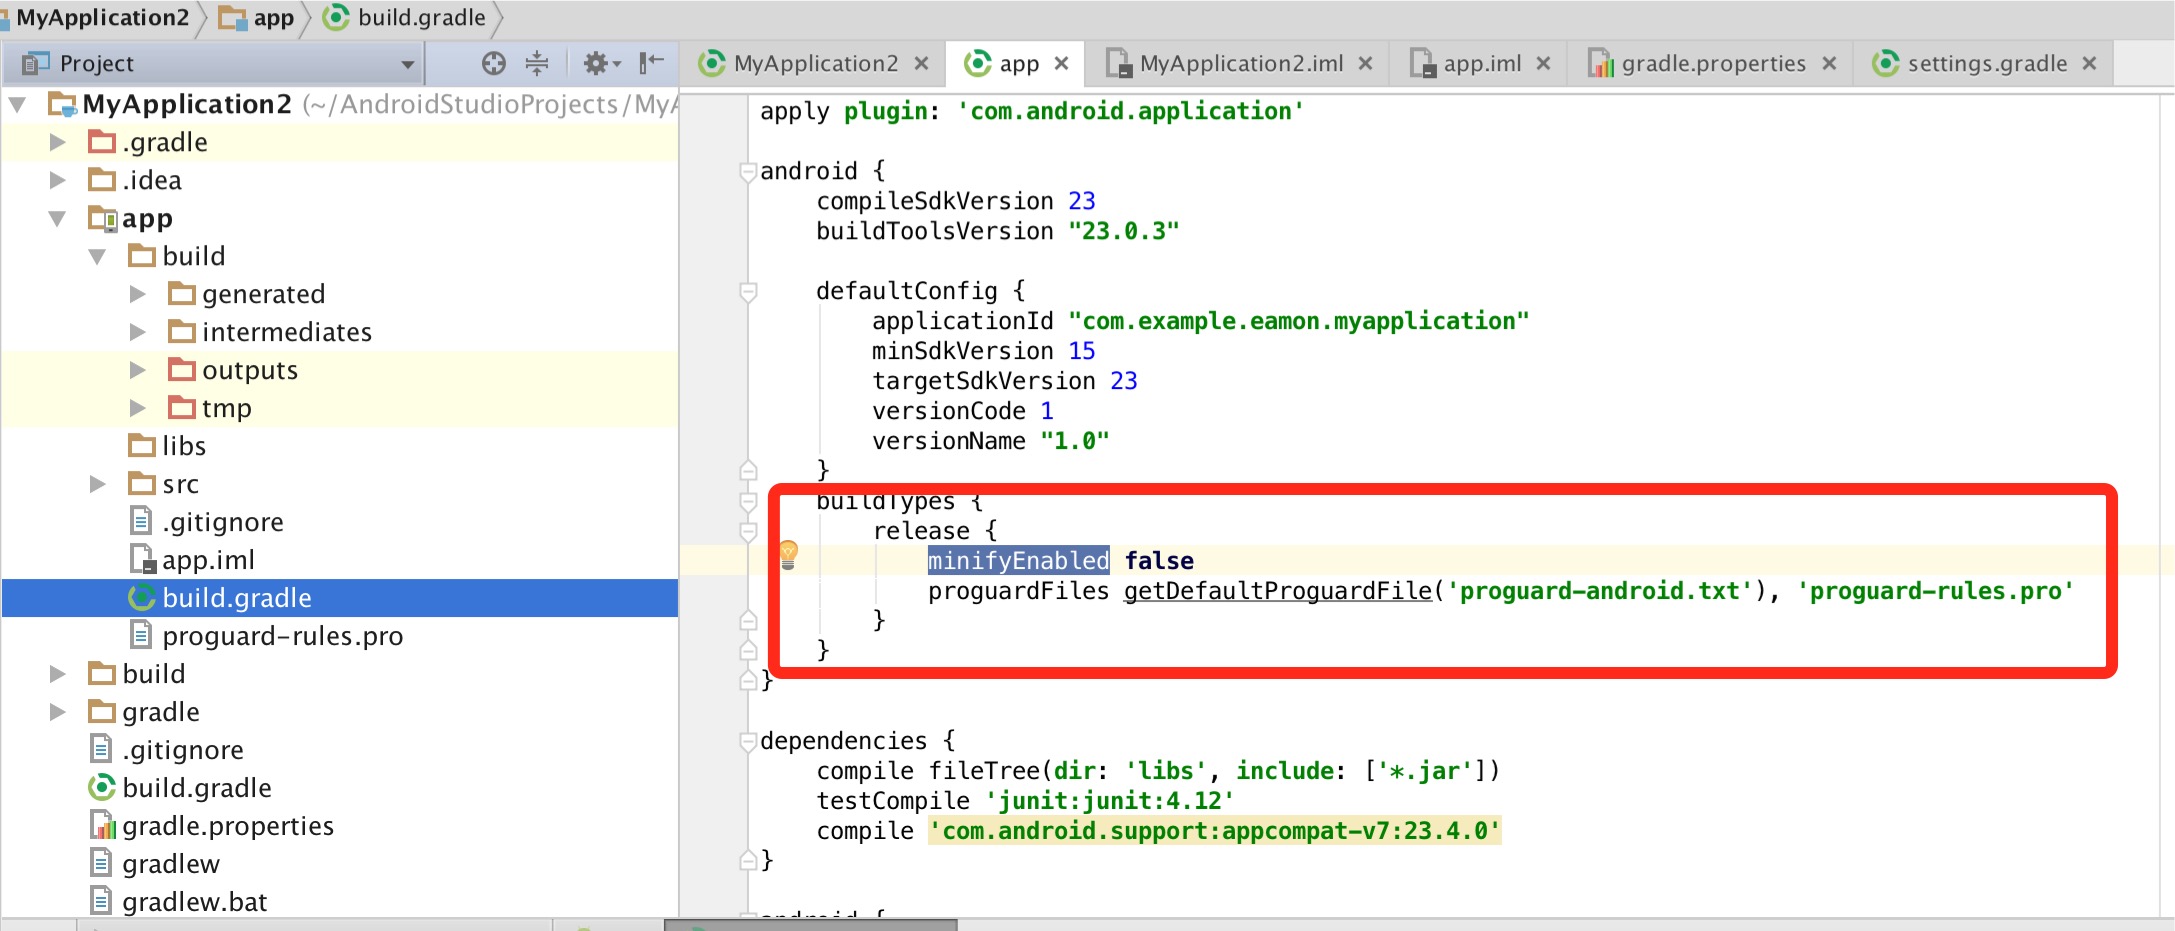 MyApplication2 app build.gradle
Project
MyApplication2 (~/AndroidStudioProjects/MyA
.gradle
.idea
app
build
generated
intermediates
outputs
tmp
libs
src
.gitignore
app.iml
build.gradle
proguard-rules.pro
build
gradle
.gitignore
build.gradle
gradle.properties
gradlew
gradlew.bat
MyApplication2 app MyApplication2.iml app.iml gradle.properties settings.gradle
apply plugin: 'com.android.application'
android {
compileSdkVersion 23
buildToolsVersion "23.0.3"
defaultConfig {
applicationId "com.example.eamon.myapplication"
minSdkVersion 15
targetSdkVersion 23
versionCode 1
versionName "1.0"
}
buildTypes {
release {
minifyEnabled false
proguardFiles getDefaultProguardFile('proguard-android.txt'), 'proguard-rules.pro'
}
}
}
dependencies {
compile fileTree(dir: 'libs', include: ['*.jar'])
testCompile 'junit:junit:4.12'
compile 'com.android.support:appcompat-v7:23.4.0'
}
android {